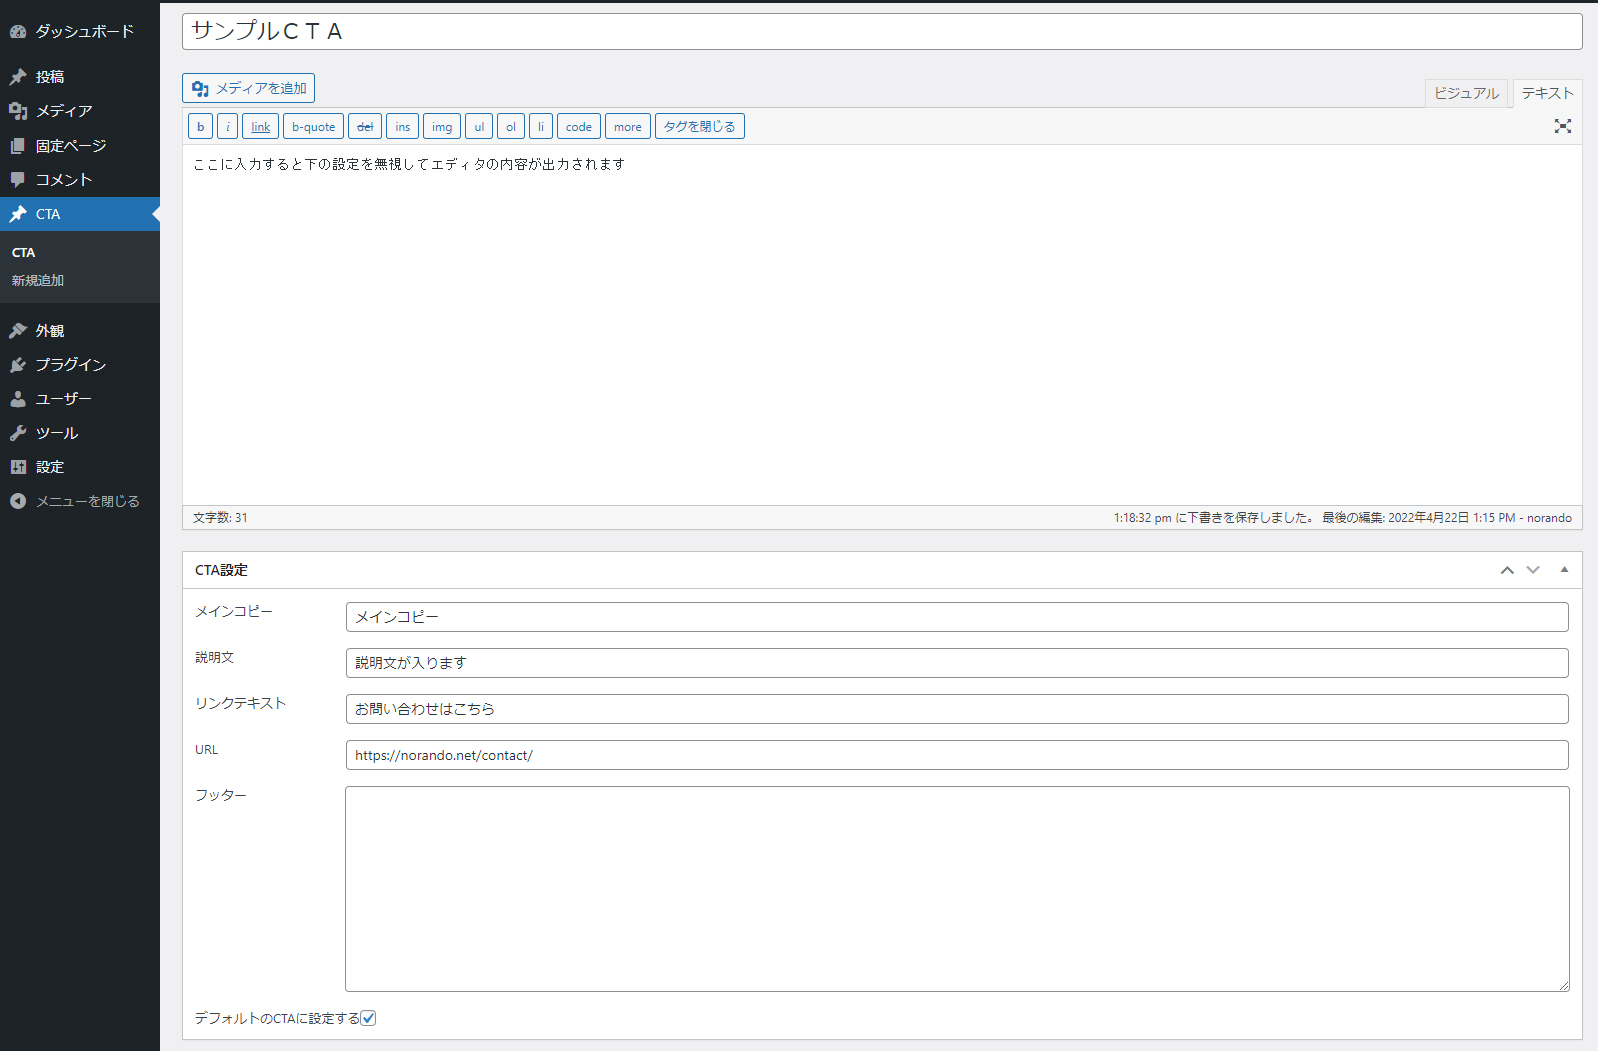 ダッシュボード
投稿
メディア
固定ページ
コメント
CTA
CTA
新規追加
外観
プラグイン
ユーザー
ツール
設定
メニューを閉じる
サンプルＣＴＡ
メディアを追加
ビジュアル テキスト
b i link b-quote del ins img ul ol li code more タグを閉じる
ここに入力すると下の設定を無視してエディタの内容が出力されます
文字数: 31 1:18:32 pm に下書きを保存しました。 最後の編集: 2022年4月22日 1:15 PM - norando
CTA設定
メインコピー メインコピー
説明文 説明文が入ります
リンクテキスト お問い合わせはこちら
URL https://norando.net/contact/
フッター
デフォルトのCTAに設定する